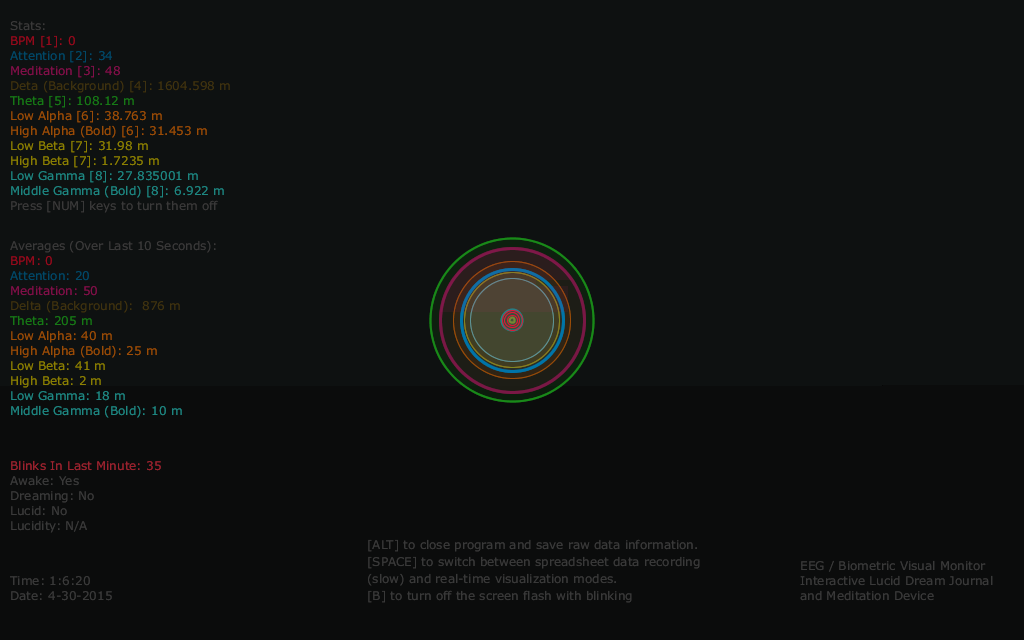 Stats:
BPM [1]: 0
Attention [2]: 34
Meditation [3]: 48
Deta (Background) [4]: 1604.598 m
Theta [5]: 108.12 m
Low Alpha [6]: 38.763 m
High Alpha (Bold) [6]: 31.453 m
Low Beta [7]: 31.98 m
High Beta [7]: 1.7235 m
Low Gamma [8]: 27.835001 m
Middle Gamma (Bold) [8]: 6.922 m
Press [NUM] keys to turn them off
Averages (Over Last 10 Seconds):
BPM: 0
Attention: 20
Meditation: 50
Delta (Background):  876 m
Theta: 205 m
Low Alpha: 40 m
High Alpha (Bold): 25 m
Low Beta: 41 m
High Beta: 2 m
Low Gamma: 18 m
Middle Gamma (Bold): 10 m
Blinks In Last Minute: 35
Awake: Yes
Dreaming: No
Lucid: No
Lucidity: N/A
Time: 1:6:20
Date: 4-30-2015
[ALT] to close program and save raw data information.
[SPACE] to switch between spreadsheet data recording
(slow) and real-time visualization modes.
[B] to turn off the screen flash with blinking
EEG / Biometric Visual Monitor
Interactive Lucid Dream Journal
and Meditation Device